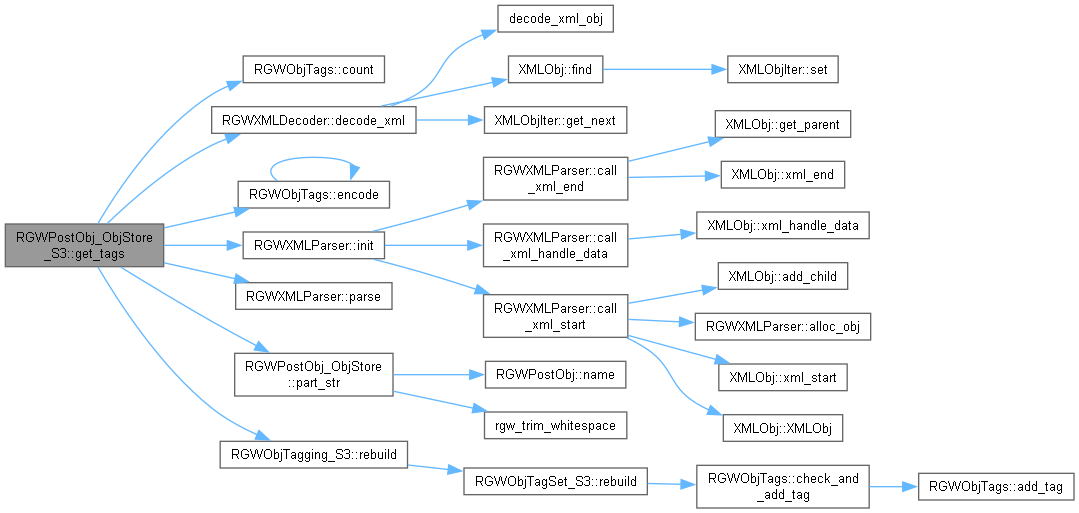 decode_xml_obj
RGWObjTags::count
XMLObj::find
XMLObjIter::set
RGWXMLDecoder::decode_xml
XMLObjIter::get_next
XMLObj::get_parent
RGWXMLParser::call
_xml_end
XMLObj::xml_end
RGWObjTags::encode
RGWPostObj_ObjStore
_S3::get_tags
RGWXMLParser::init
RGWXMLParser::call
_xml_handle_data
XMLObj::xml_handle_data
RGWXMLParser::parse
RGWXMLParser::call
_xml_start
XMLObj::add_child
RGWXMLParser::alloc_obj
XMLObj::xml_start
XMLObj::XMLObj
RGWPostObj_ObjStore
::part_str
RGWPostObj::name
rgw_trim_whitespace
RGWObjTagging_S3::rebuild
RGWObjTagSet_S3::rebuild
RGWObjTags::check_and
_add_tag
RGWObjTags::add_tag